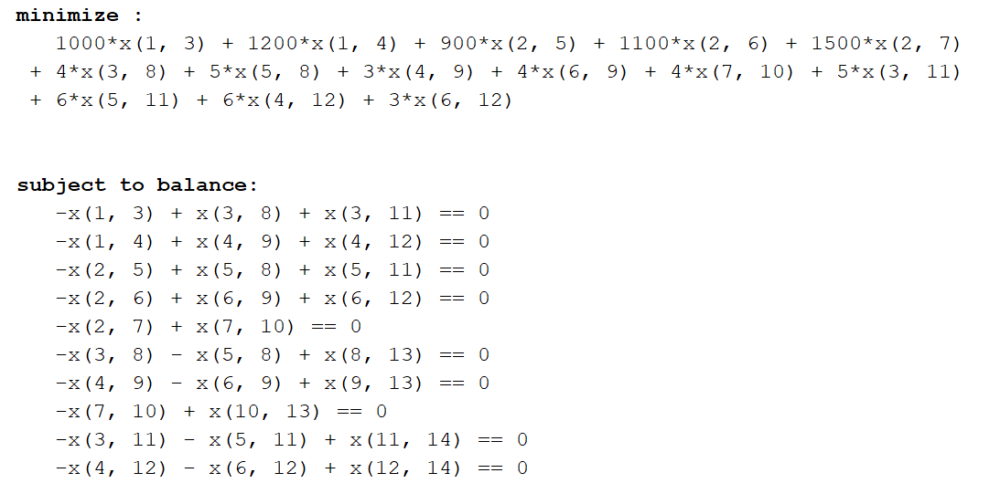 minimize :
1000*x(1, 3) + 1200*x(1, 4) + 900*x(2, 5) + 1100*x(2, 6) + 1500*x(2, 7)
+ 4*x(3, 8) + 5*x(5, 8) + 3*x(4, 9) + 4*x(6, 9) + 4*x(7, 10) + 5*x(3, 11)
+ 6*x(5, 11) + 6*x(4, 12) + 3*x(6, 12)
subject to balance:
-x(1, 3) + x(3, 8) + x(3, 11) == 0
-x(1, 4) + x(4, 9) + x(4, 12) == 0
-x(2, 5) + x(5, 8) + x(5, 11) == 0
-x(2, 6) + x(6, 9) + x(6, 12) == 0
-x(2, 7) + x(7, 10) == 0
-x(3, 8) - x(5, 8) + x(8, 13) == 0
-x(4, 9) - x(6, 9) + x(9, 13) == 0
-x(7, 10) + x(10, 13) == 0
-x(3, 11) - x(5, 11) + x(11, 14) == 0
-x(4, 12) - x(6, 12) + x(12, 14) == 0